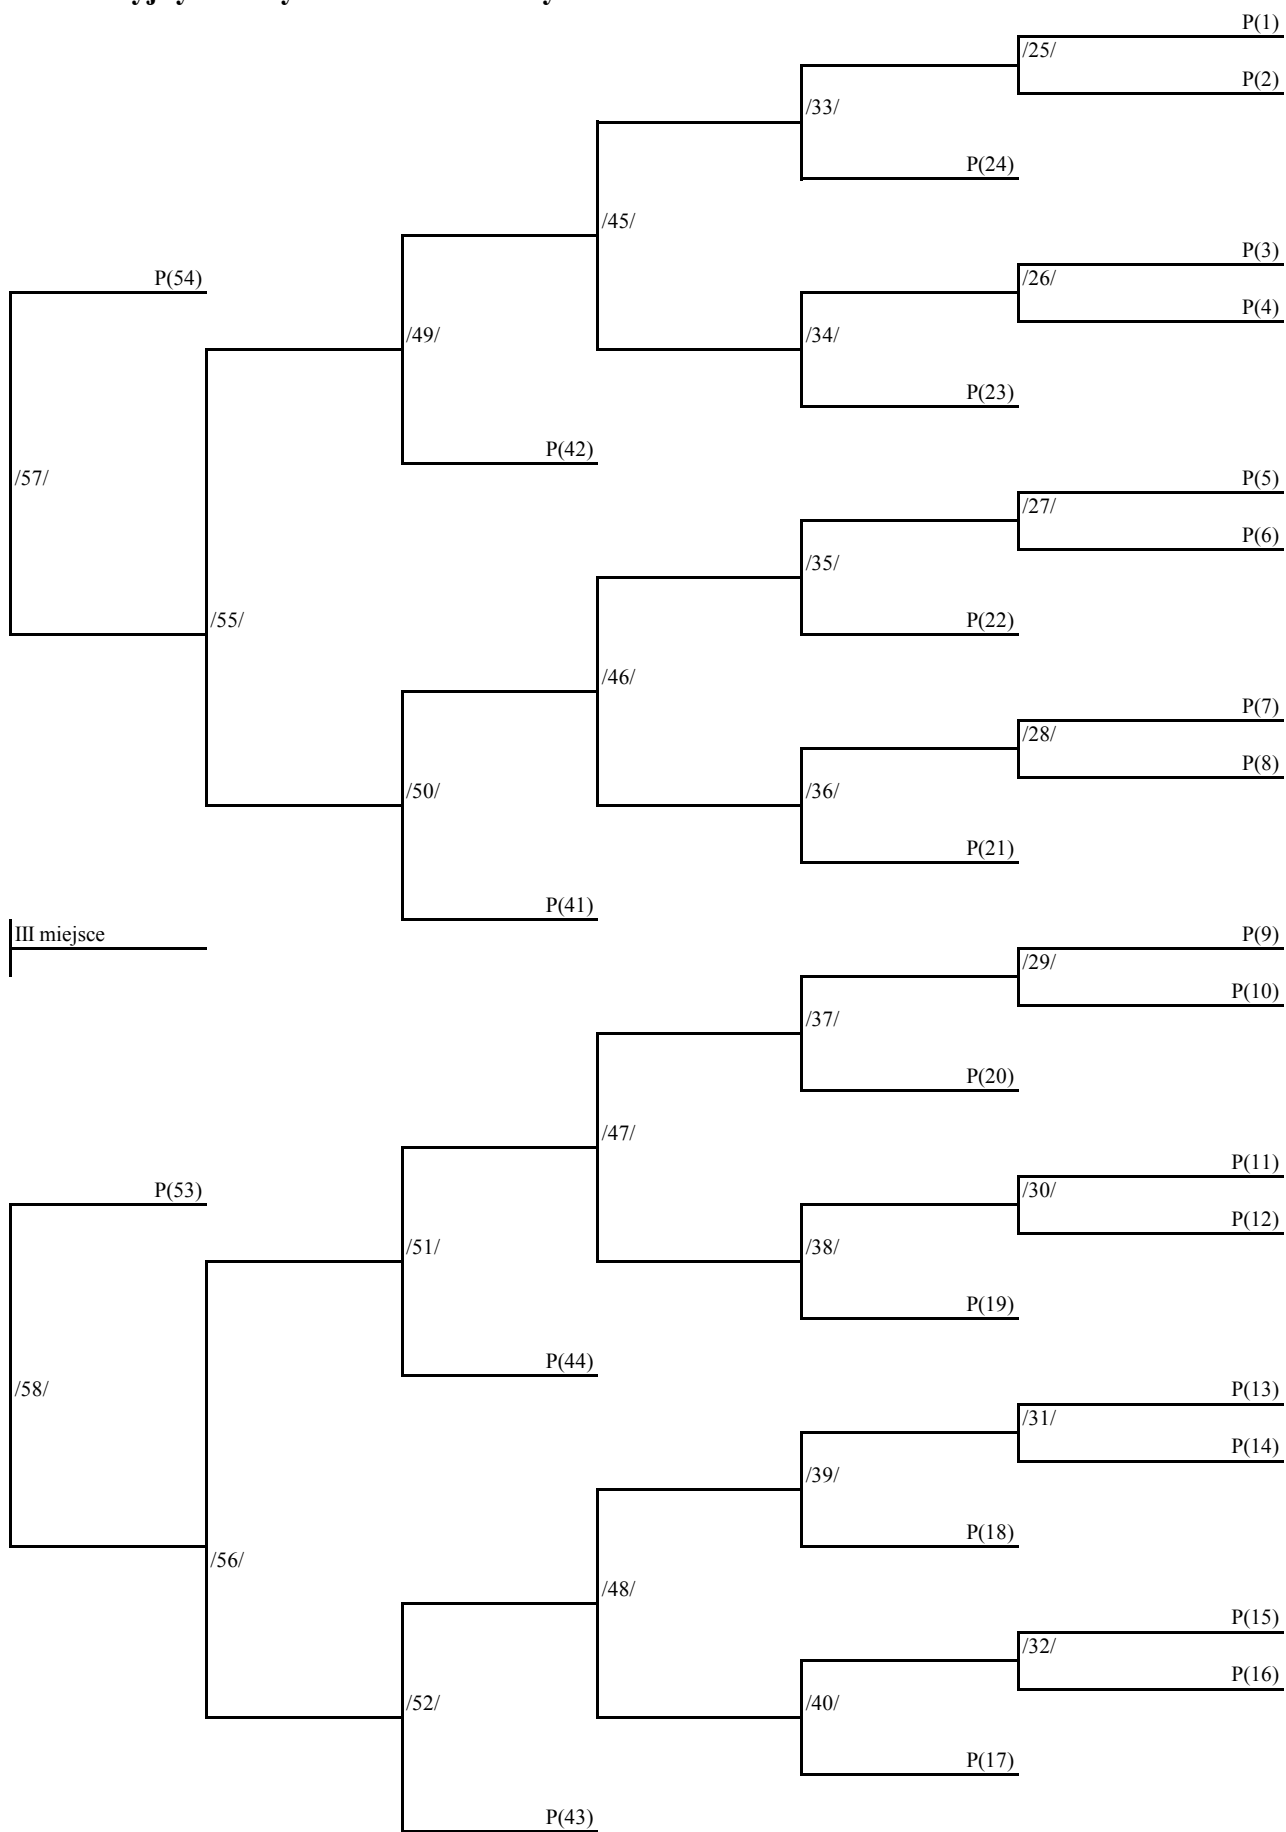 P(1)
/25/
P(2)
/33/
P(24)
/45/
P(3)
/26/
P(54)
P(4)
/49/
/34/
P(23)
P(42)
/57/
P(5)
/27/
P(6)
/35/
/55/
P(22)
/46/
P(7)
/28/
P(8)
/50/
/36/
P(21)
P(41)
III miejsce
P(9)
/29/
P(10)
/37/
P(20)
/47/
P(11)
P(53)
/30/
P(12)
/51/
/38/
P(19)
P(44)
/58/
P(13)
/31/
P(14)
/39/
P(18)
/56/
/48/
P(15)
/32/
P(16)
/52/
/40/
P(17)
P(43)